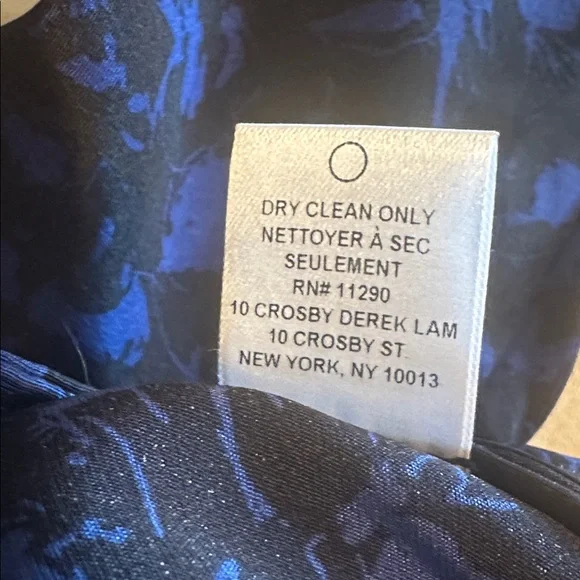 DRY CLEAN ONLY
NETTOYER À SEC
SEULEMENT
RN# 11290
10 CROSBY DEREK LAM
10 CROSBY ST
NEW YORK, NY 10013